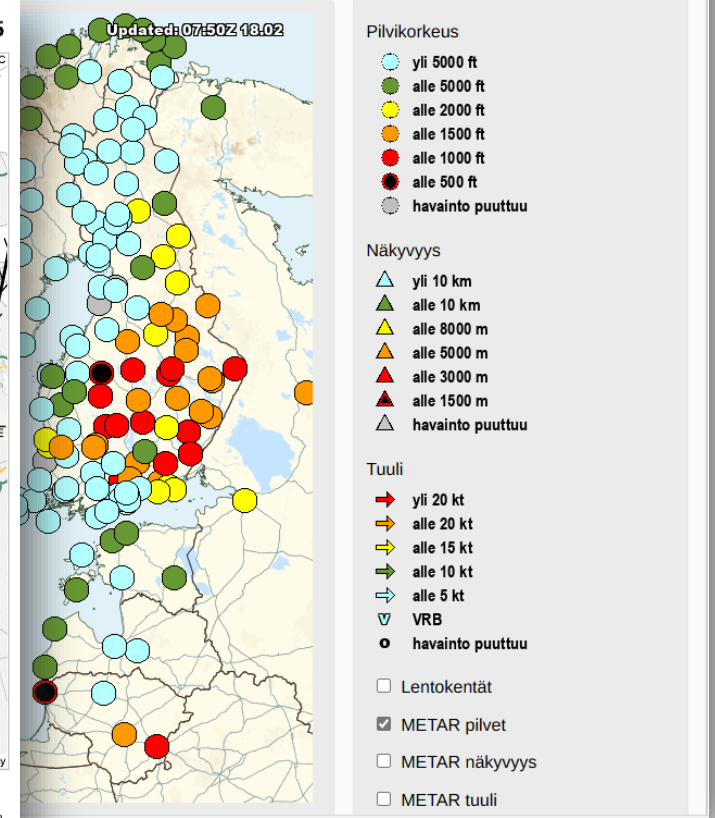 Updated: 07:50Z 18.02
Pilvikorkeus
yli 5000 ft
alle 5000 ft
alle 2000 ft
alle 1500 ft
alle 1000 ft
alle 500 ft
havainto puuttuu
Näkyvyys
yli 10 km
alle 10 km
alle 8000 m
alle 5000 m
alle 3000 m
alle 1500 m
havainto puuttuu
Tuuli
yli 20 kt
alle 20 kt
alle 15 kt
alle 10 kt
alle 5 kt
VRB
havainto puuttuu
Lentokentät
METAR pilvet
METAR näkyvyys
METAR tuuli